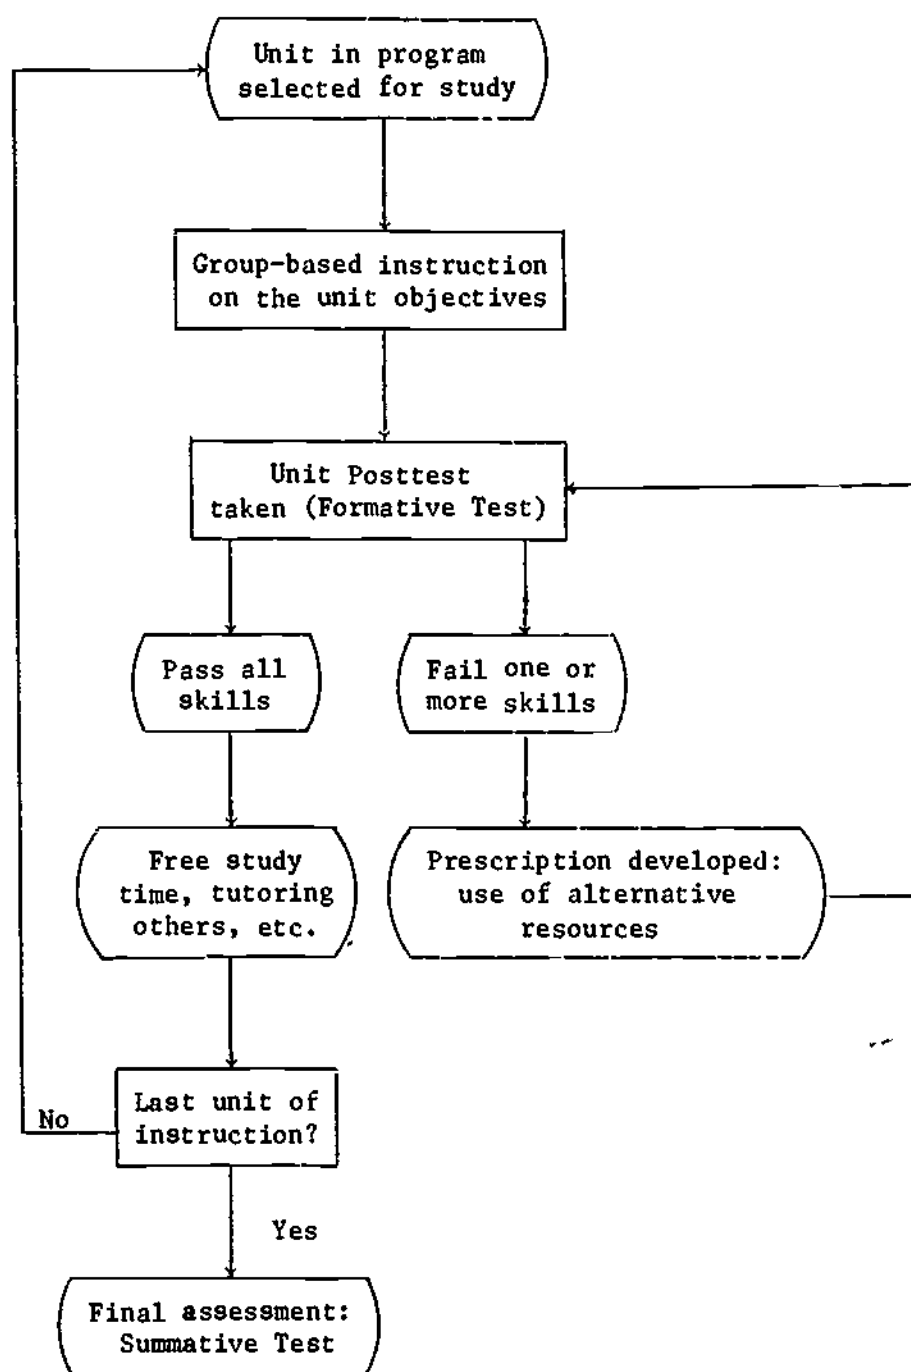 Unit in program
selected for study
Group-based instruction
on the unit objectives
Unit Posttest
taken (Formative Test)
Pass all
skills
Fail one or
more skills
Free study
time, tutoring
others, etc.
Prescription developed:
use of alternative
resources
Last unit of
instruction?
No
Yes
Final assessment:
Summative Test